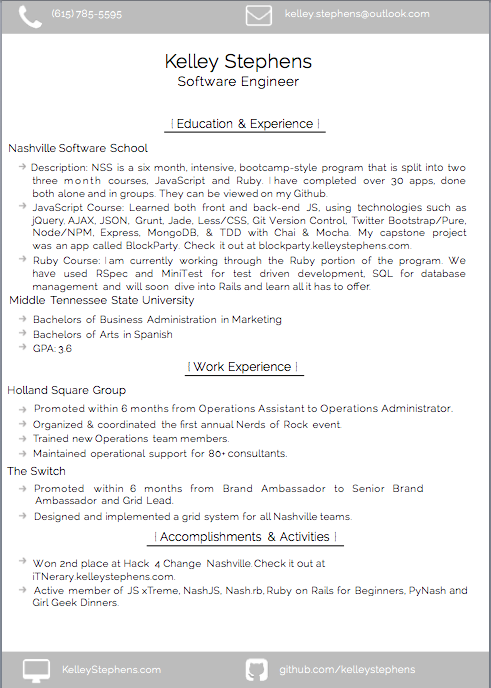 (615) 785-5595 kelley.stephens@outlook.com
Kelley Stephens
Software Engineer
| Education & Experience |
Nashville Software School
Description: NSS is a six month, intensive, bootcamp-style program that is split into two
three month courses, JavaScript and Ruby. I have completed over 30 apps, done
both alone and in groups. They can be viewed on my Github.
JavaScript Course: Learned both front and back-end JS, using technologies such as
jQuery, AJAX, JSON, Grunt, Jade, Less/CSS, Git Version Control, Twitter Bootstrap/Pure,
Node/NPM, Express, MongoDB, & TDD with Chai & Mocha. My capstone project
was an app called BlockParty. Check it out at blockparty.kelleystephens.com.
Ruby Course: I am currently working through the Ruby portion of the program. We
have used RSpec and MiniTest for test driven development, SQL for database
management and will soon dive into Rails and learn all it has to offer.
Middle Tennessee State University
Bachelors of Business Administration in Marketing
Bachelors of Arts in Spanish
GPA: 3.6
| Work Experience |
Holland Square Group
Promoted within 6 months from Operations Assistant to Operations Administrator.
Organized & coordinated the first annual Nerds of Rock event.
Trained new Operations team members.
Maintained operational support for 80+ consultants.
The Switch
Promoted within 6 months from Brand Ambassador to Senior Brand
Ambassador and Grid Lead.
Designed and implemented a grid system for all Nashville teams.
| Accomplishments & Activities |
Won 2nd place at Hack 4 Change Nashville. Check it out at
iTNerary.kelleystephens.com.
Active member of JS xTreme, NashJS, Nash.rb, Ruby on Rails for Beginners, PyNash and
Girl Geek Dinners.
KelleyStephens.com github.com/kelleystephens